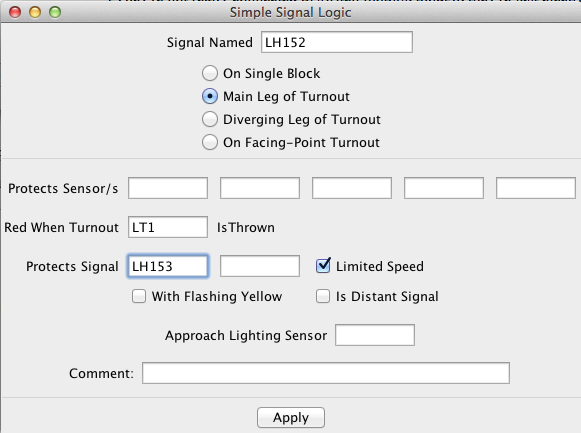 Simple Signal Logic
Signal Named LH152
On Single Block
Main Leg of Turnout
Diverging Leg of Turnout
On Facing-Point Turnout
Protects Sensor/s
Red When Turnout LT1 IsThrown
Protects Signal LH153 Limited Speed
With Flashing Yellow Is Distant Signal
Approach Lighting Sensor
Comment:
Apply